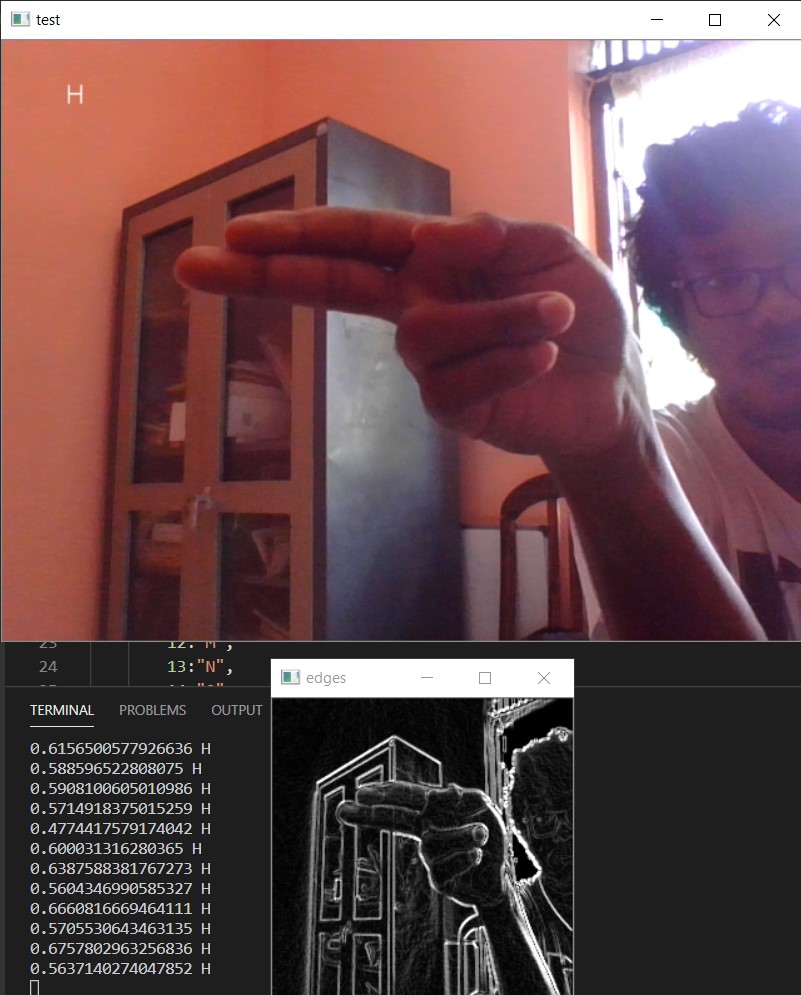 test
H
23 12:"M",
24 13:"N",
edges
TERMINAL PROBLEMS OUTPUT
0.6156500577926636 H
0.588596522808075 H
0.5908100605010986 H
0.5714918375015259 H
0.4774417579174042 H
0.600031316280365 H
0.6387588381767273 H
0.5604346990585327 H
0.6660816669464111 H
0.5705530643463135 H
0.6757802963256836 H
0.5637140274047852 H